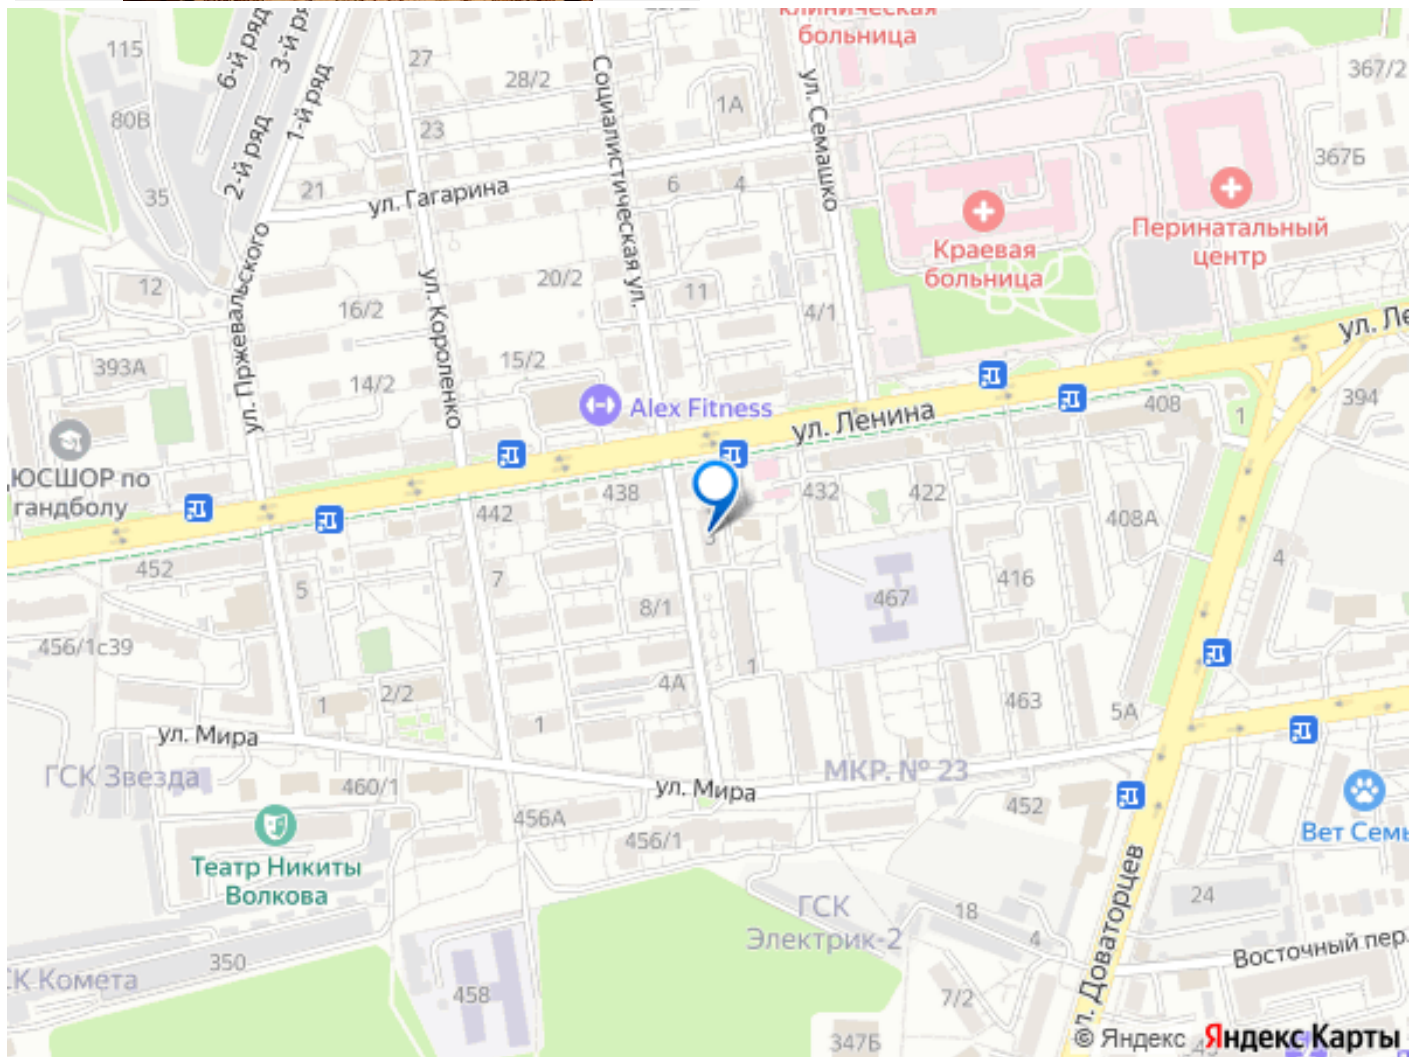 клиническая
больница
115
6-й ряд
3-й ря
27
28/2
367/2
1-й ряд
Социалистическая ул.
ул. Семашко
1А
80В
2-й ряд
23
367Б
35
21
ул. Гагарина
6
4
Краевая
больница
Перинатальный
центр
ул. Пржевальского
12
20/2
11
16/2
ул. Короленко
4/1
ул. Ле
393А
15/2
14/2
Alex Fitness
ул. Ленина
408
1
394
ЮСШОР по
гандболу
438
432
422
442
408А
3
452
5
7
416
4
467
8/1
456/1с39
1
4А
2/2
463
1
1
5А
ул. Мира
ГСК Звезда
460/1
ул. Мира
МКР. № 23
452
456А
456/1
Вет Семь
Театр Никиты
Волкова
ГСК
Электрик-2
18
4
24
л. Доваторцев
Восточный пер.
СК Комета
350
458
7/2
347Б
© Яндекс
Яндекс Карты